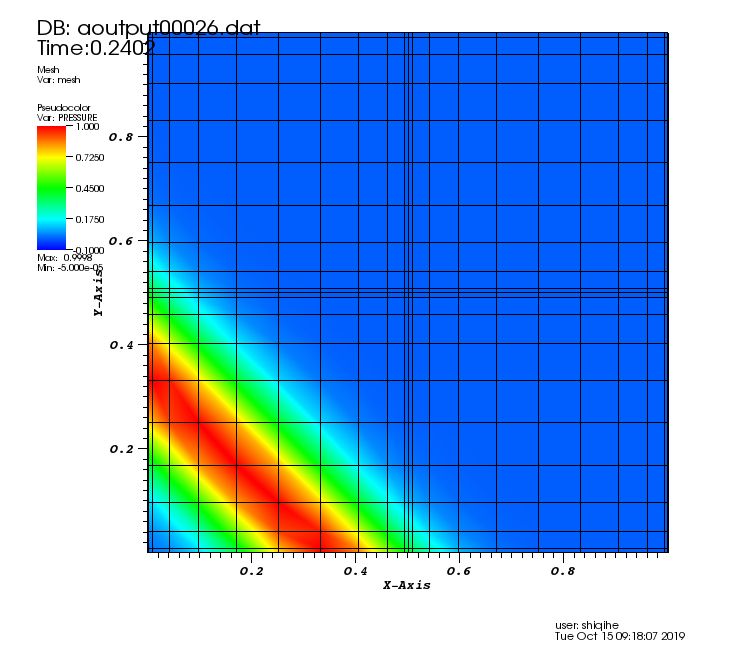 DB: aoutput00026.dat
Time:0.2402
Mesh
Var: mesh
Pseudocolor
Var: PRESSURE
1.000
0.7250
0.4500
0.1750
-0.1000
Max: 0.9998
Min: -5.000e-05
Y-Axis
0.8
0.6
0.4
0.2
0.2 0.4 0.6 0.8
X-Axis
user: shiqihe
Tue Oct 15 09:18:07 2019